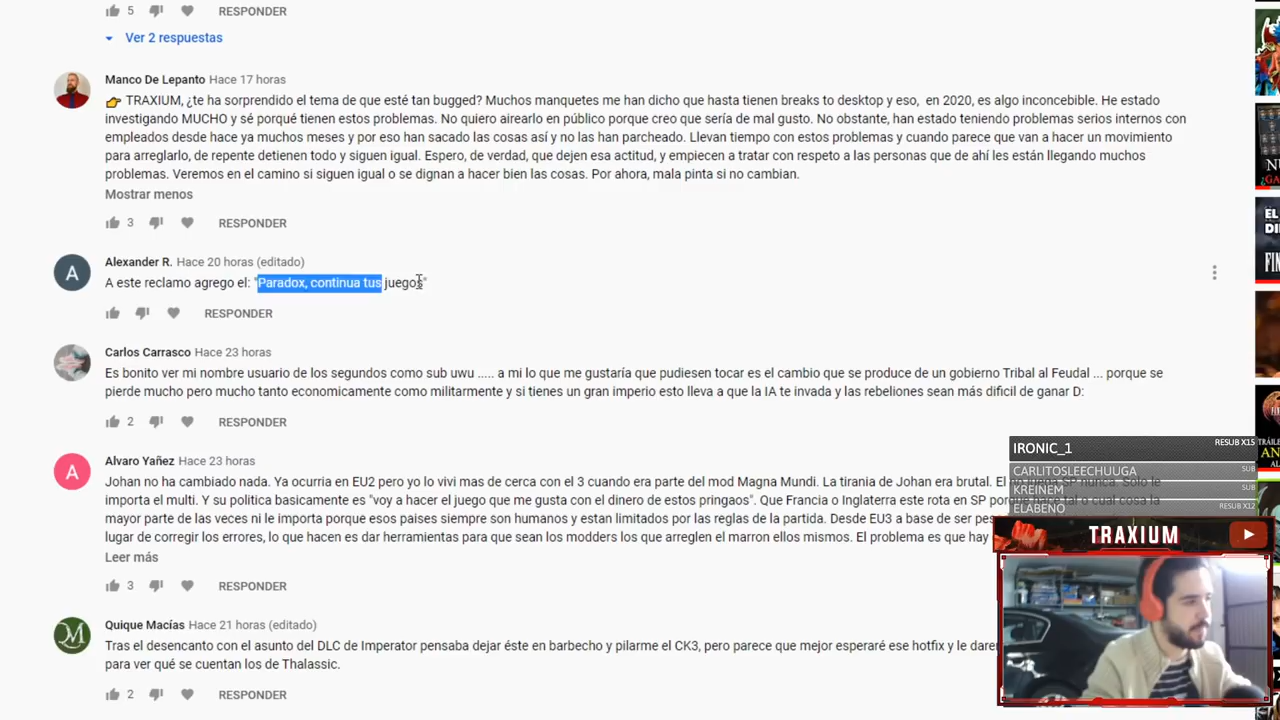 5 RESPONDER
Ver 2 respuestas
Manco De Lepanto Hace 17 horas
👉 TRAXIUM, ¿te ha sorprendido el tema de que esté tan bugged? Muchos manquetes me han dicho que hasta tienen breaks to desktop y eso, en 2020, es algo inconcebible. He estado
investigando MUCHO y sé porqué tienen estos problemas. No quiero airearlo en público porque creo que sería de mal gusto. No obstante, han estado teniendo problemas serios internos con
empleados desde hace ya muchos meses y por eso han sacado las cosas así y no las han parcheado. Llevan tiempo con estos problemas y cuando parece que van a hacer un movimiento
para arreglarlo, de repente detienen todo y siguen igual. Espero, de verdad, que dejen esa actitud, y empiecen a tratar con respeto a las personas que de ahí les están llegando muchos
problemas. Veremos en el camino si siguen igual o se dignan a hacer bien las cosas. Por ahora, mala pinta si no cambian.
Mostrar menos
3 RESPONDER
A
Alexander R. Hace 20 horas (editado)
A este reclamo agrego el: "Paradox, continua tus juegos"
RESPONDER
Carlos Carrasco Hace 23 horas
Es bonito ver mi nombre usuario de los segundos como sub uwu ..... a mi lo que me gustaría que pudiesen tocar es el cambio que se produce de un gobierno Tribal al Feudal ... porque se
pierde mucho pero mucho tanto economicamente como militarmente y si tienes un gran imperio esto lleva a que la IA te invada y las rebeliones sean más dificil de ganar D:
2 RESPONDER
A
Alvaro Yañez Hace 23 horas
Johan no ha cambiado nada. Ya ocurria en EU2 pero yo lo vivi mas de cerca con el 3 cuando era parte del mod Magna Mundi. La tirania de Johan era brutal. El no juega SP nunca. Solo le
importa el multi. Y su politica basicamente es "voy a hacer el juego que me gusta con el dinero de estos pringaos". Que Francia o Inglaterra este rota en SP porque hace tal o cual cosa la
mayor parte de las veces ni le importa porque esos paises siempre son humanos y estan limitados por las reglas de la partida. Desde EU3 a base de ser pes
lugar de corregir los errores, lo que hacen es dar herramientas para que sean los modders los que arreglen el marron ellos mismos. El problema es que hay
Leer más
3 RESPONDER
Quique Macías Hace 21 horas (editado)
Tras el desencanto con el asunto del DLC de Imperator pensaba dejar éste en barbecho y pilarme el CK3, pero parece que mejor esperaré ese hotfix y le daré
para ver qué se cuentan los de Thalassic.
2 RESPONDER
IRONIC_1 RESUB X15
CARLITOSLEECHUUGA SUB
KREINEM SUB
ELABENO RESUB X12
TRAXIUM